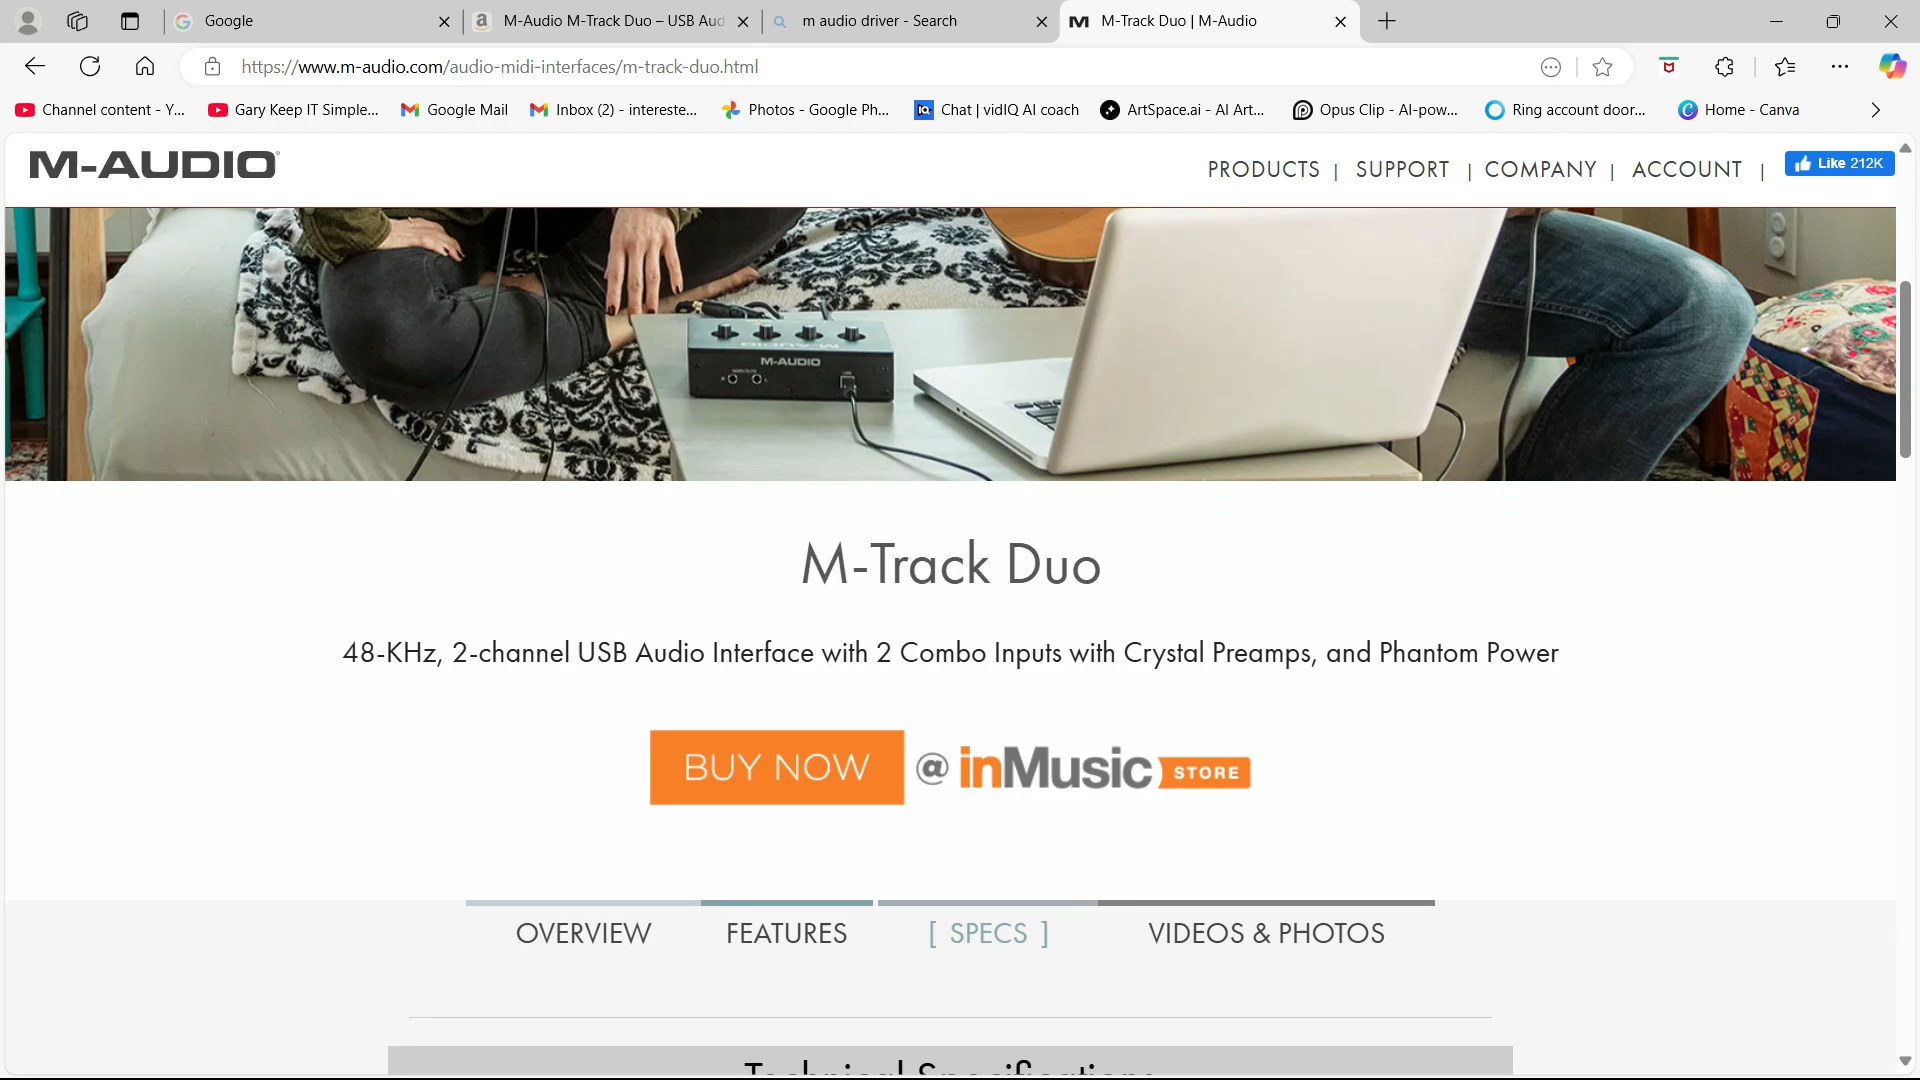 Google
M-Audio M-Track Duo – USB Aud
m audio driver - Search
M-Track Duo | M-Audio
https://www.m-audio.com/audio-midi-interfaces/m-track-duo.html
Channel content - Y...
Gary Keep IT Simple...
Google Mail
Inbox (2) - intereste...
Photos - Google Ph...
Chat | vidIQ AI coach
ArtSpace.ai - AI Art...
Opus Clip - AI-pow...
Ring account door...
Home - Canva
M-AUDIO
PRODUCTS | SUPPORT | COMPANY | ACCOUNT |
Like 212K
M-AUDIO
M-Track Duo
48-KHz, 2-channel USB Audio Interface with 2 Combo Inputs with Crystal Preamps, and Phantom Power
BUY NOW @ inMusic STORE
OVERVIEW
FEATURES
[ SPECS ]
VIDEOS & PHOTOS
Technical Specifications